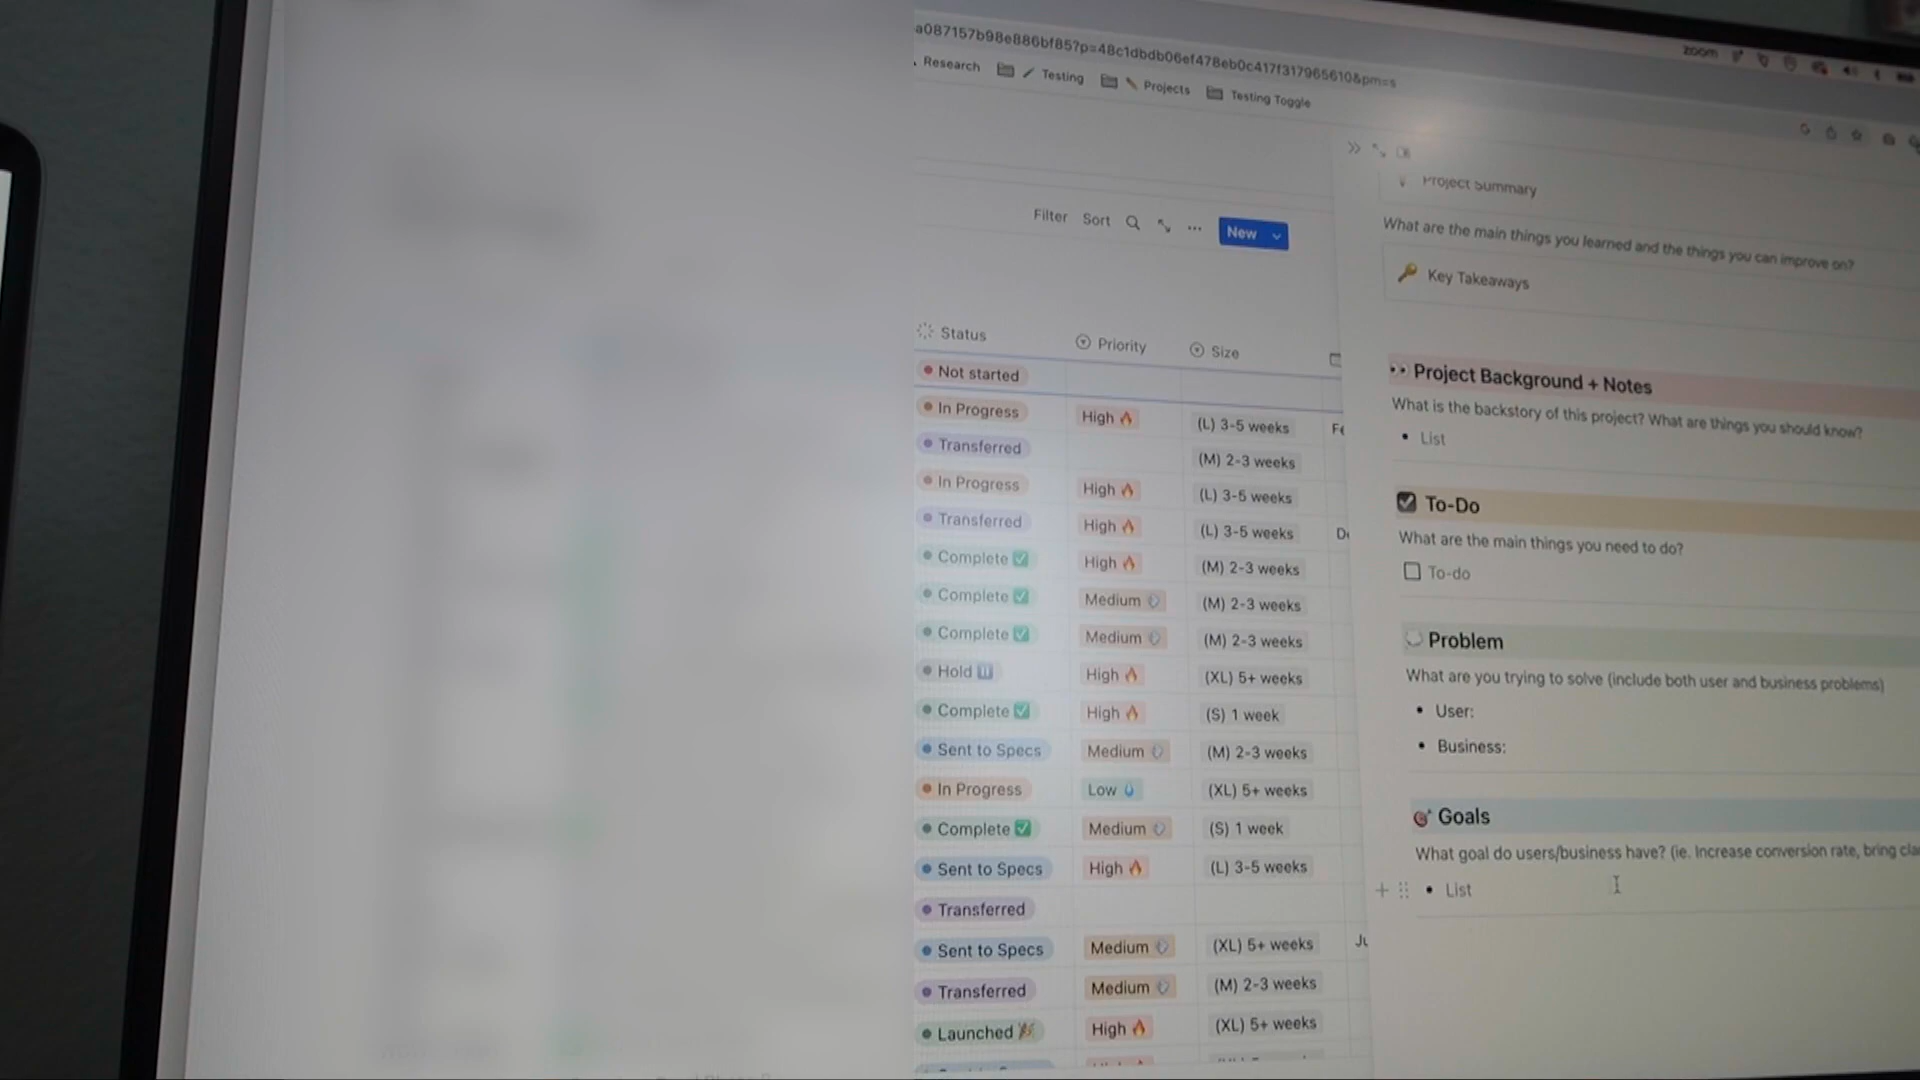 a087157b98e886bf85?p=48c1dbdb06ef478eb0c417f317965610&pm=s
zoom
Research Testing Projects Testing Toggle
Filter Sort New
Status Priority Size
Not started
In Progress High (L) 3-5 weeks
Transferred (M) 2-3 weeks
In Progress High (L) 3-5 weeks
Transferred High (L) 3-5 weeks
Complete High (M) 2-3 weeks
Complete Medium (M) 2-3 weeks
Complete Medium (M) 2-3 weeks
Hold High (XL) 5+ weeks
Complete High (S) 1 week
Sent to Specs Medium (M) 2-3 weeks
In Progress Low (XL) 5+ weeks
Complete Medium (S) 1 week
Sent to Specs High (L) 3-5 weeks
Transferred
Sent to Specs Medium (XL) 5+ weeks
Transferred Medium (M) 2-3 weeks
Launched High (XL) 5+ weeks
Project Summary
What are the main things you learned and the things you can improve on?
Key Takeaways
Project Background + Notes
What is the backstory of this project? What are things you should know?
• List
To-Do
What are the main things you need to do?
To-do
Problem
What are you trying to solve (include both user and business problems)
• User:
• Business:
Goals
What goal do users/business have? (ie. Increase conversion rate, bring
• List